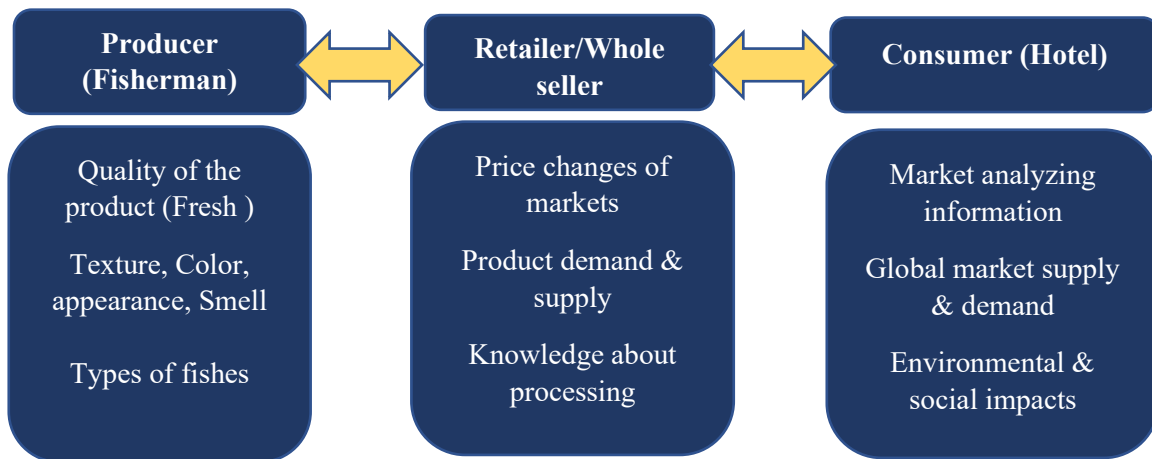 Producer
(Fisherman)
Retailer/Whole
seller
Consumer (Hotel)
Quality of the
product (Fresh )
Texture, Color,
appearance, Smell
Types of fishes
Price changes of
markets
Product demand &
supply
Knowledge about
processing
Market analyzing
information
Global market supply
& demand
Environmental &
social impacts